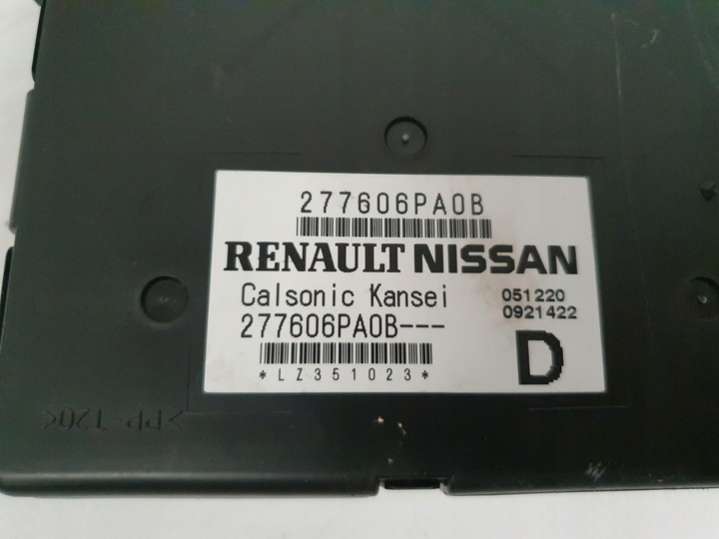 277606PA0B
RENAULT NISSAN
Calsonic Kansei 051220
277606PA0B--- 0921422
*LZ351023*
D
>PP-T20<